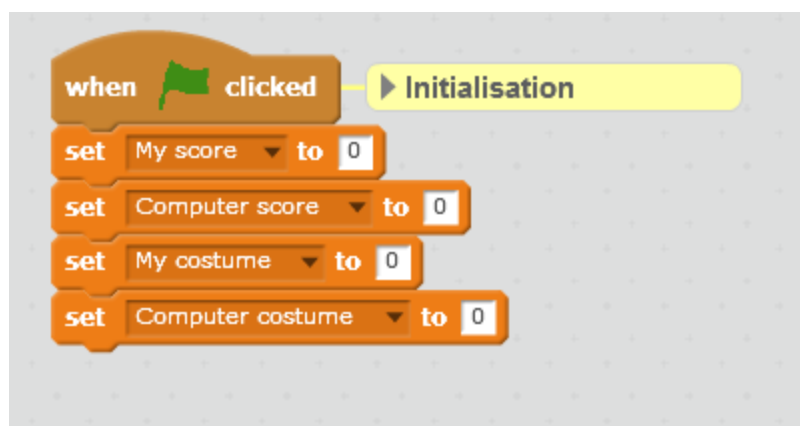 when clicked Initialisation
set My score to 0
set Computer score to 0
set My costume to 0
set Computer costume to 0